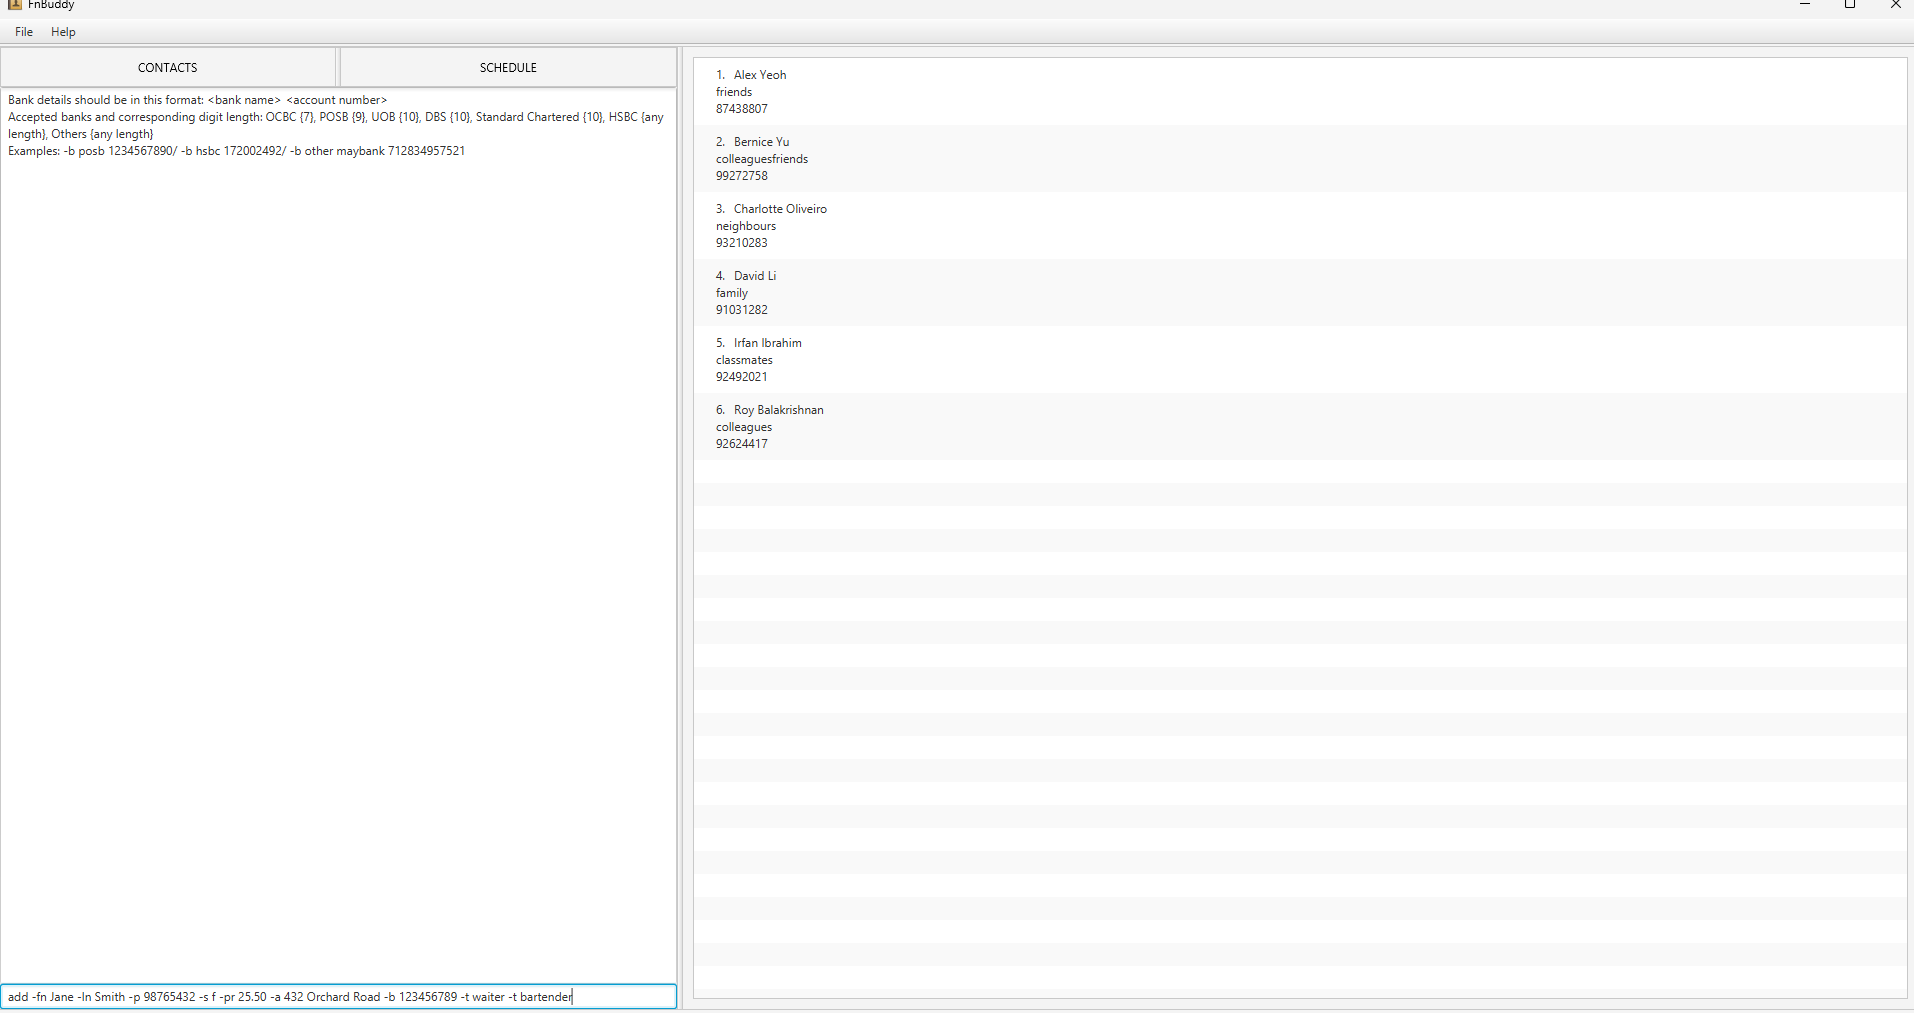 FnBuddy
File Help
CONTACTS SCHEDULE
Bank details should be in this format: <bank name> <account number>
Accepted banks and corresponding digit length: OCBC {7}, POSB {9}, UOB {10}, DBS {10}, Standard Chartered {10}, HSBC {any
length}, Others {any length}
Examples: -b posb 1234567890/ -b hsbc 172002492/ -b other maybank 712834957521
add -fn Jane -ln Smith -p 98765432 -s f -pr 25.50 -a 432 Orchard Road -b 123456789 -t waiter -t bartender
1. Alex Yeoh
friends
87438807
2. Bernice Yu
colleaguesfriends
99272758
3. Charlotte Oliveiro
neighbours
93210283
4. David Li
family
91031282
5. Irfan Ibrahim
classmates
92492021
6. Roy Balakrishnan
colleagues
92624417